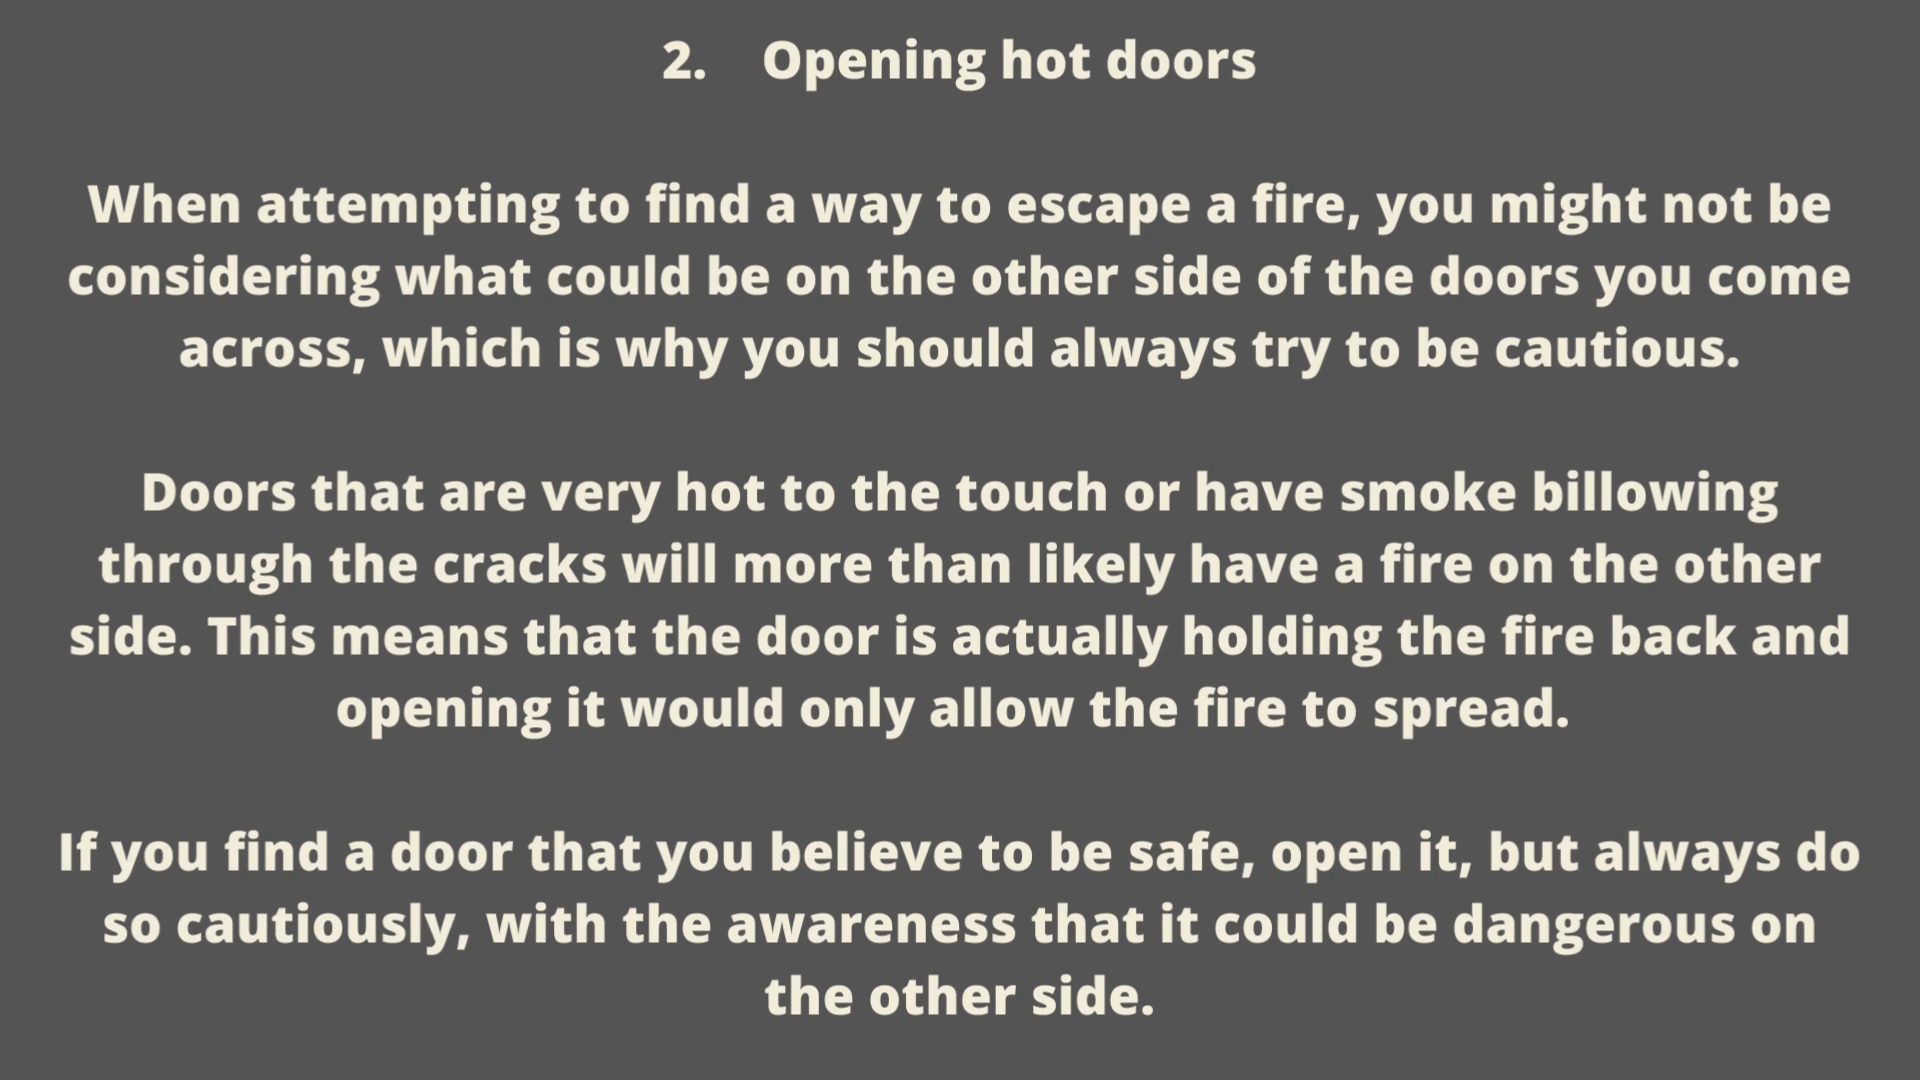 2. Opening hot doors
When attempting to find a way to escape a fire, you might not be
considering what could be on the other side of the doors you come
across, which is why you should always try to be cautious.
Doors that are very hot to the touch or have smoke billowing
through the cracks will more than likely have a fire on the other
side. This means that the door is actually holding the fire back and
opening it would only allow the fire to spread.
If you find a door that you believe to be safe, open it, but always do
so cautiously, with the awareness that it could be dangerous on
the other side.